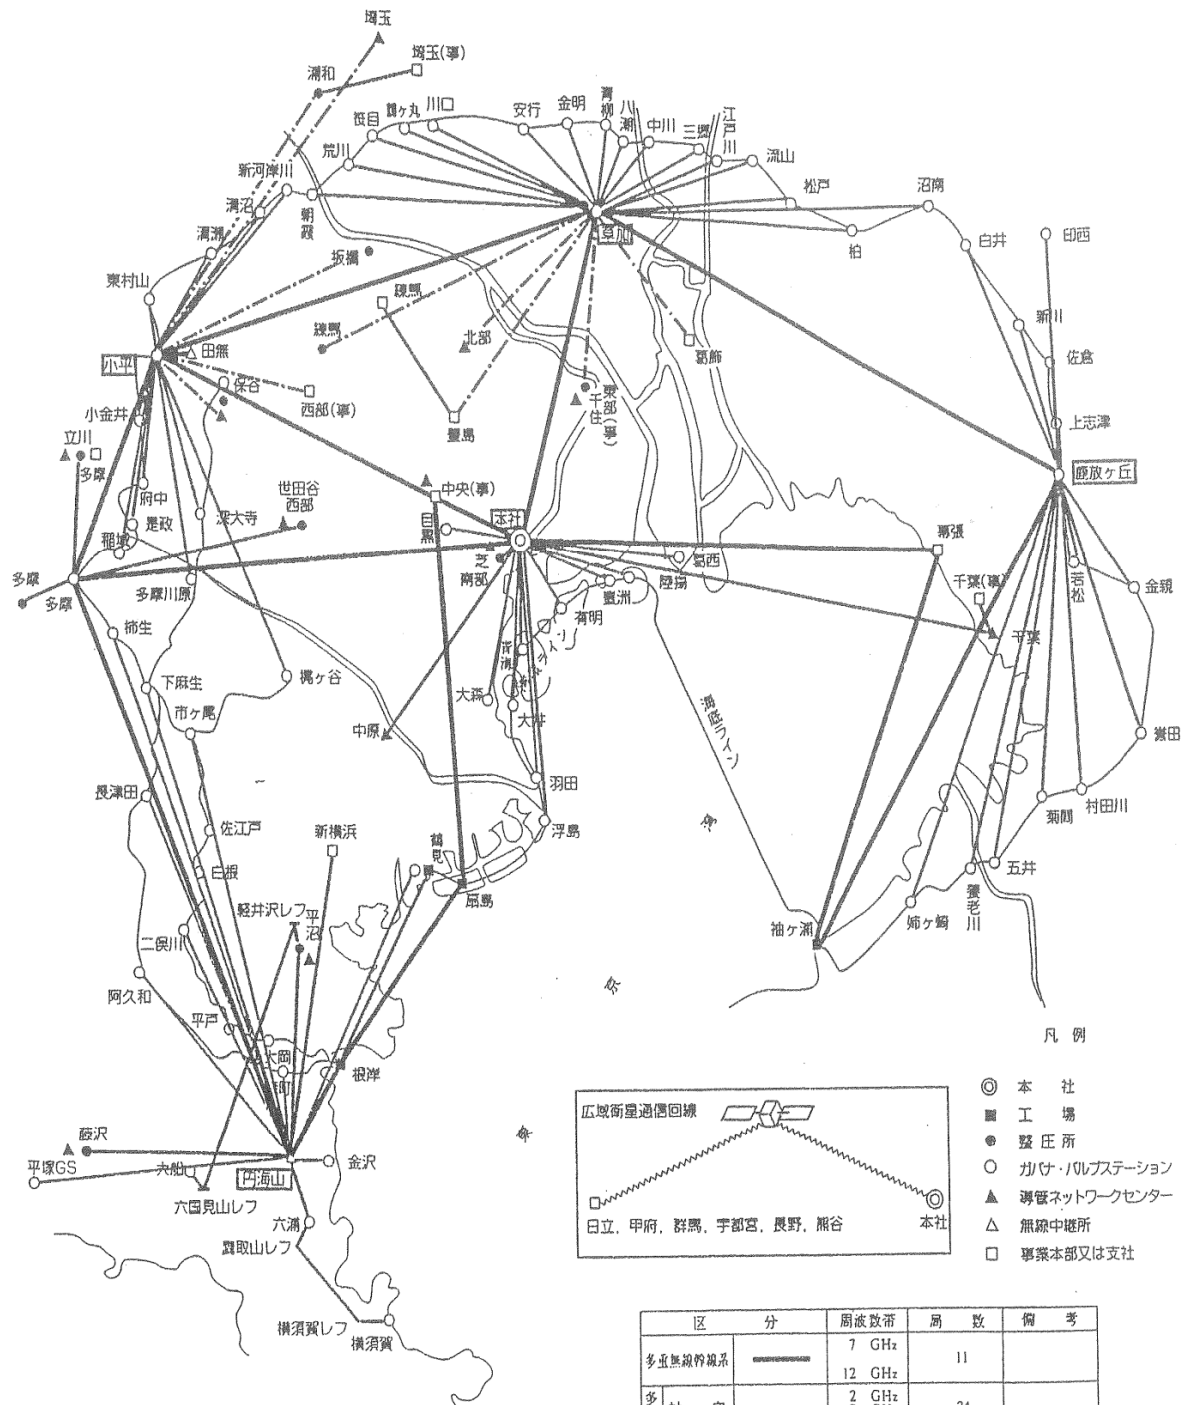 埼玉
埼玉(事)
浦和
笹目
鶴ヶ丸
川口
安行
金明
青柳
八潮
中川
三郷
江戸川
流山
荒川
新河岸川
朝霞
松戸
沼南
柏
白井
印西
溝沼
東村山
板橋
練馬
練馬
北部
葛飾
新川
佐倉
上志津
小平
田無
保谷
西部(事)
豊島
千住
東部(事)
小金井
立川
多摩
府中
是政
稲城
深大寺
世田谷
西部
中央(事)
目黒
本社
芝
南部
鹿放ヶ丘
幕張
葛西
豊洲
有明
千葉(事)
千葉
若松
金親
多摩
多摩
多摩川原
柿生
下麻生
市ヶ尾
梶ヶ谷
中原
大森
大井
羽田
浮島
海底ライン
長津田
佐江戸
白根
新横浜
鶴見
扇島
軽井沢レフ
平沼
二俣川
阿久和
平戸
大岡
根岸
袖ヶ浦
姉ヶ崎
養老川
五井
菊間
村田川
東
京
湾
藤沢
平塚GS
大船
六国見山レフ
円海山
金沢
六浦
鷹取山レフ
横須賀レフ
横須賀
広域衛星通信回線
日立, 甲府, 群馬, 宇都宮, 長野, 熊谷
本社
凡 例
本 社
工 場
整圧所
ガバナ・バルブステーション
導管ネットワークセンター
無線中継所
事業本部又は支社
区 分 周波数帯 局 数 備 考
多重無線幹線系 7 GHz 12 GHz 11
多
2 GHz